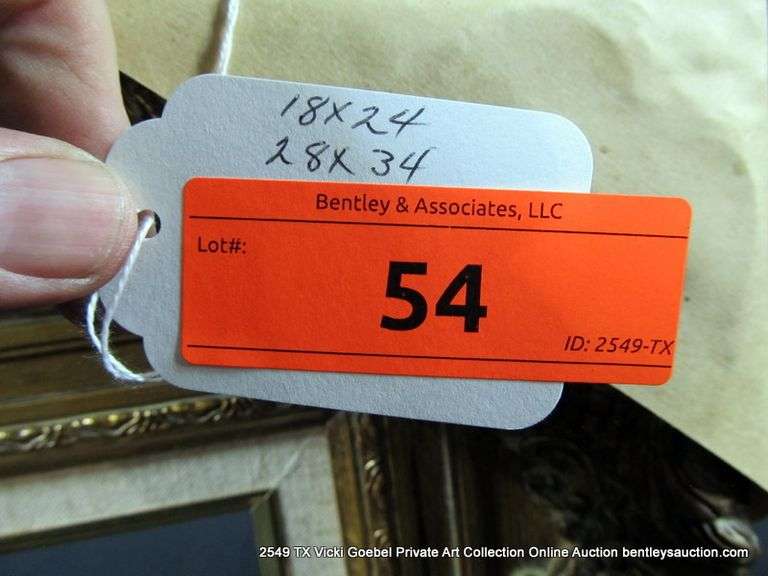 18X24
28X34
Bentley & Associates, LLC
Lot#:
54
ID: 2549-TX
2549 TX Vicki Goebel Private Art Collection Online Auction bentleysauction.com